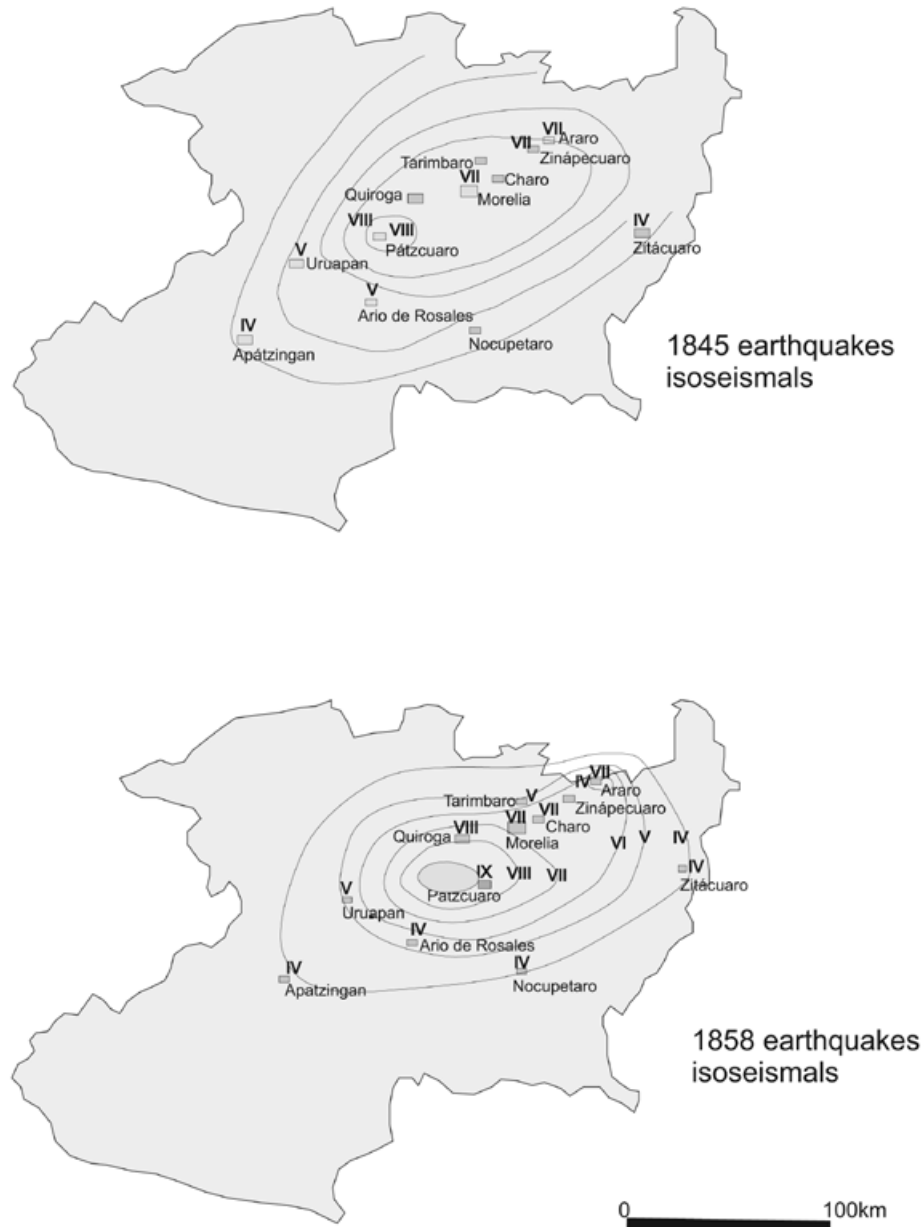 VII
VII Araro
Zinápecuaro
Tarimbaro
VII Charo
Morelia
Quiroga
VIII VIII
Pátzcuaro
IV
Zitácuaro
V
Uruapan
V
Ario de Rosales
IV
Apátzingan
Nocupetaro
1845 earthquakes
isoseismals
VII
IV Araro
Tarimbaro V Zinápecuaro
VII
VII Charo
Quiroga VIII Morelia
VI V IV
IX VIII VII IV
Patzcuaro
Zitácuaro
V
Uruapan
IV
Ario de Rosales
IV
Apatzingan
IV
Nocupetaro
1858 earthquakes
isoseismals
0 100km